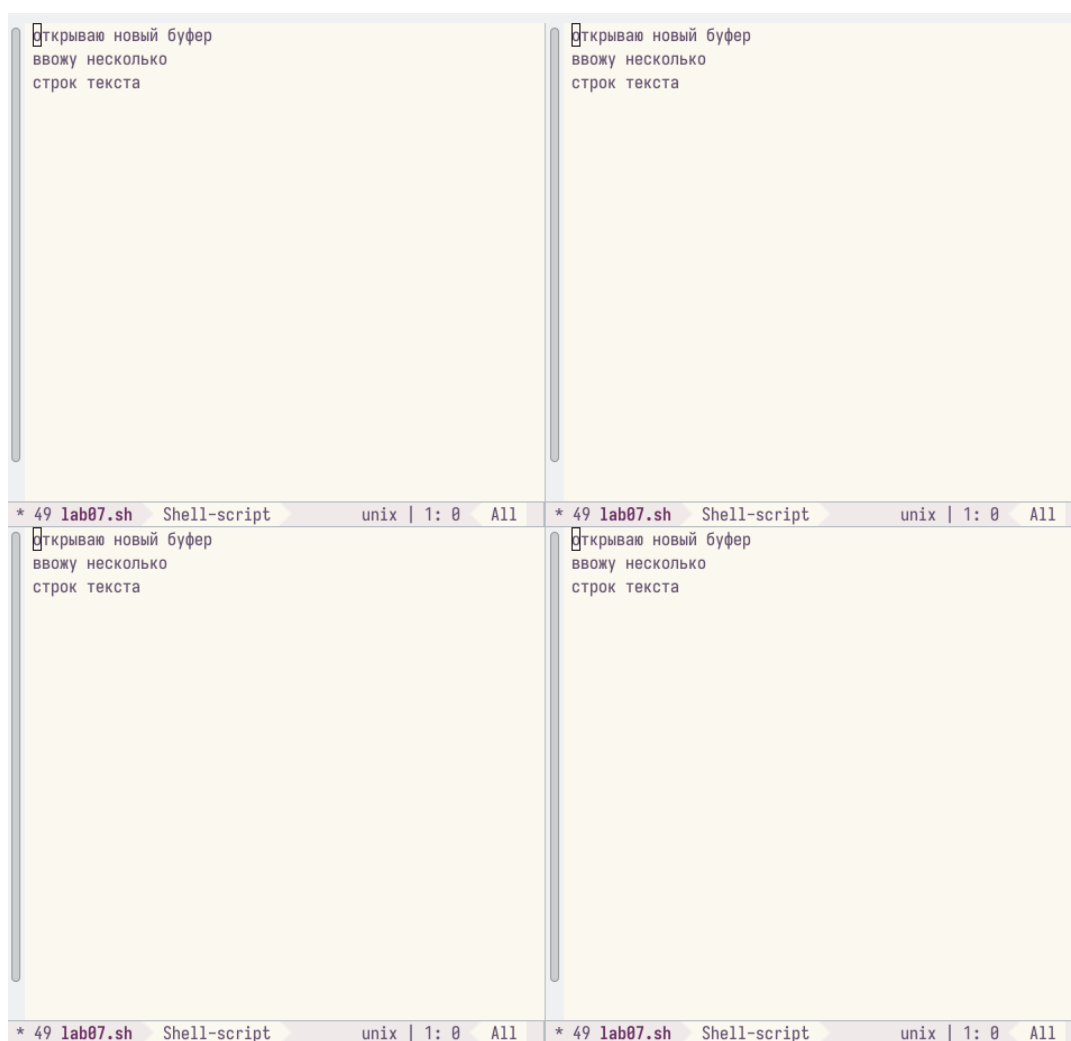 открываю новый буфер
ввожу несколько
строк текста
* 49 lab07.sh Shell-script unix | 1: 0 All
открываю новый буфер
ввожу несколько
строк текста
* 49 lab07.sh Shell-script unix | 1: 0 All
открываю новый буфер
ввожу несколько
строк текста
* 49 lab07.sh Shell-script unix | 1: 0 All
открываю новый буфер
ввожу несколько
строк текста
* 49 lab07.sh Shell-script unix | 1: 0 All